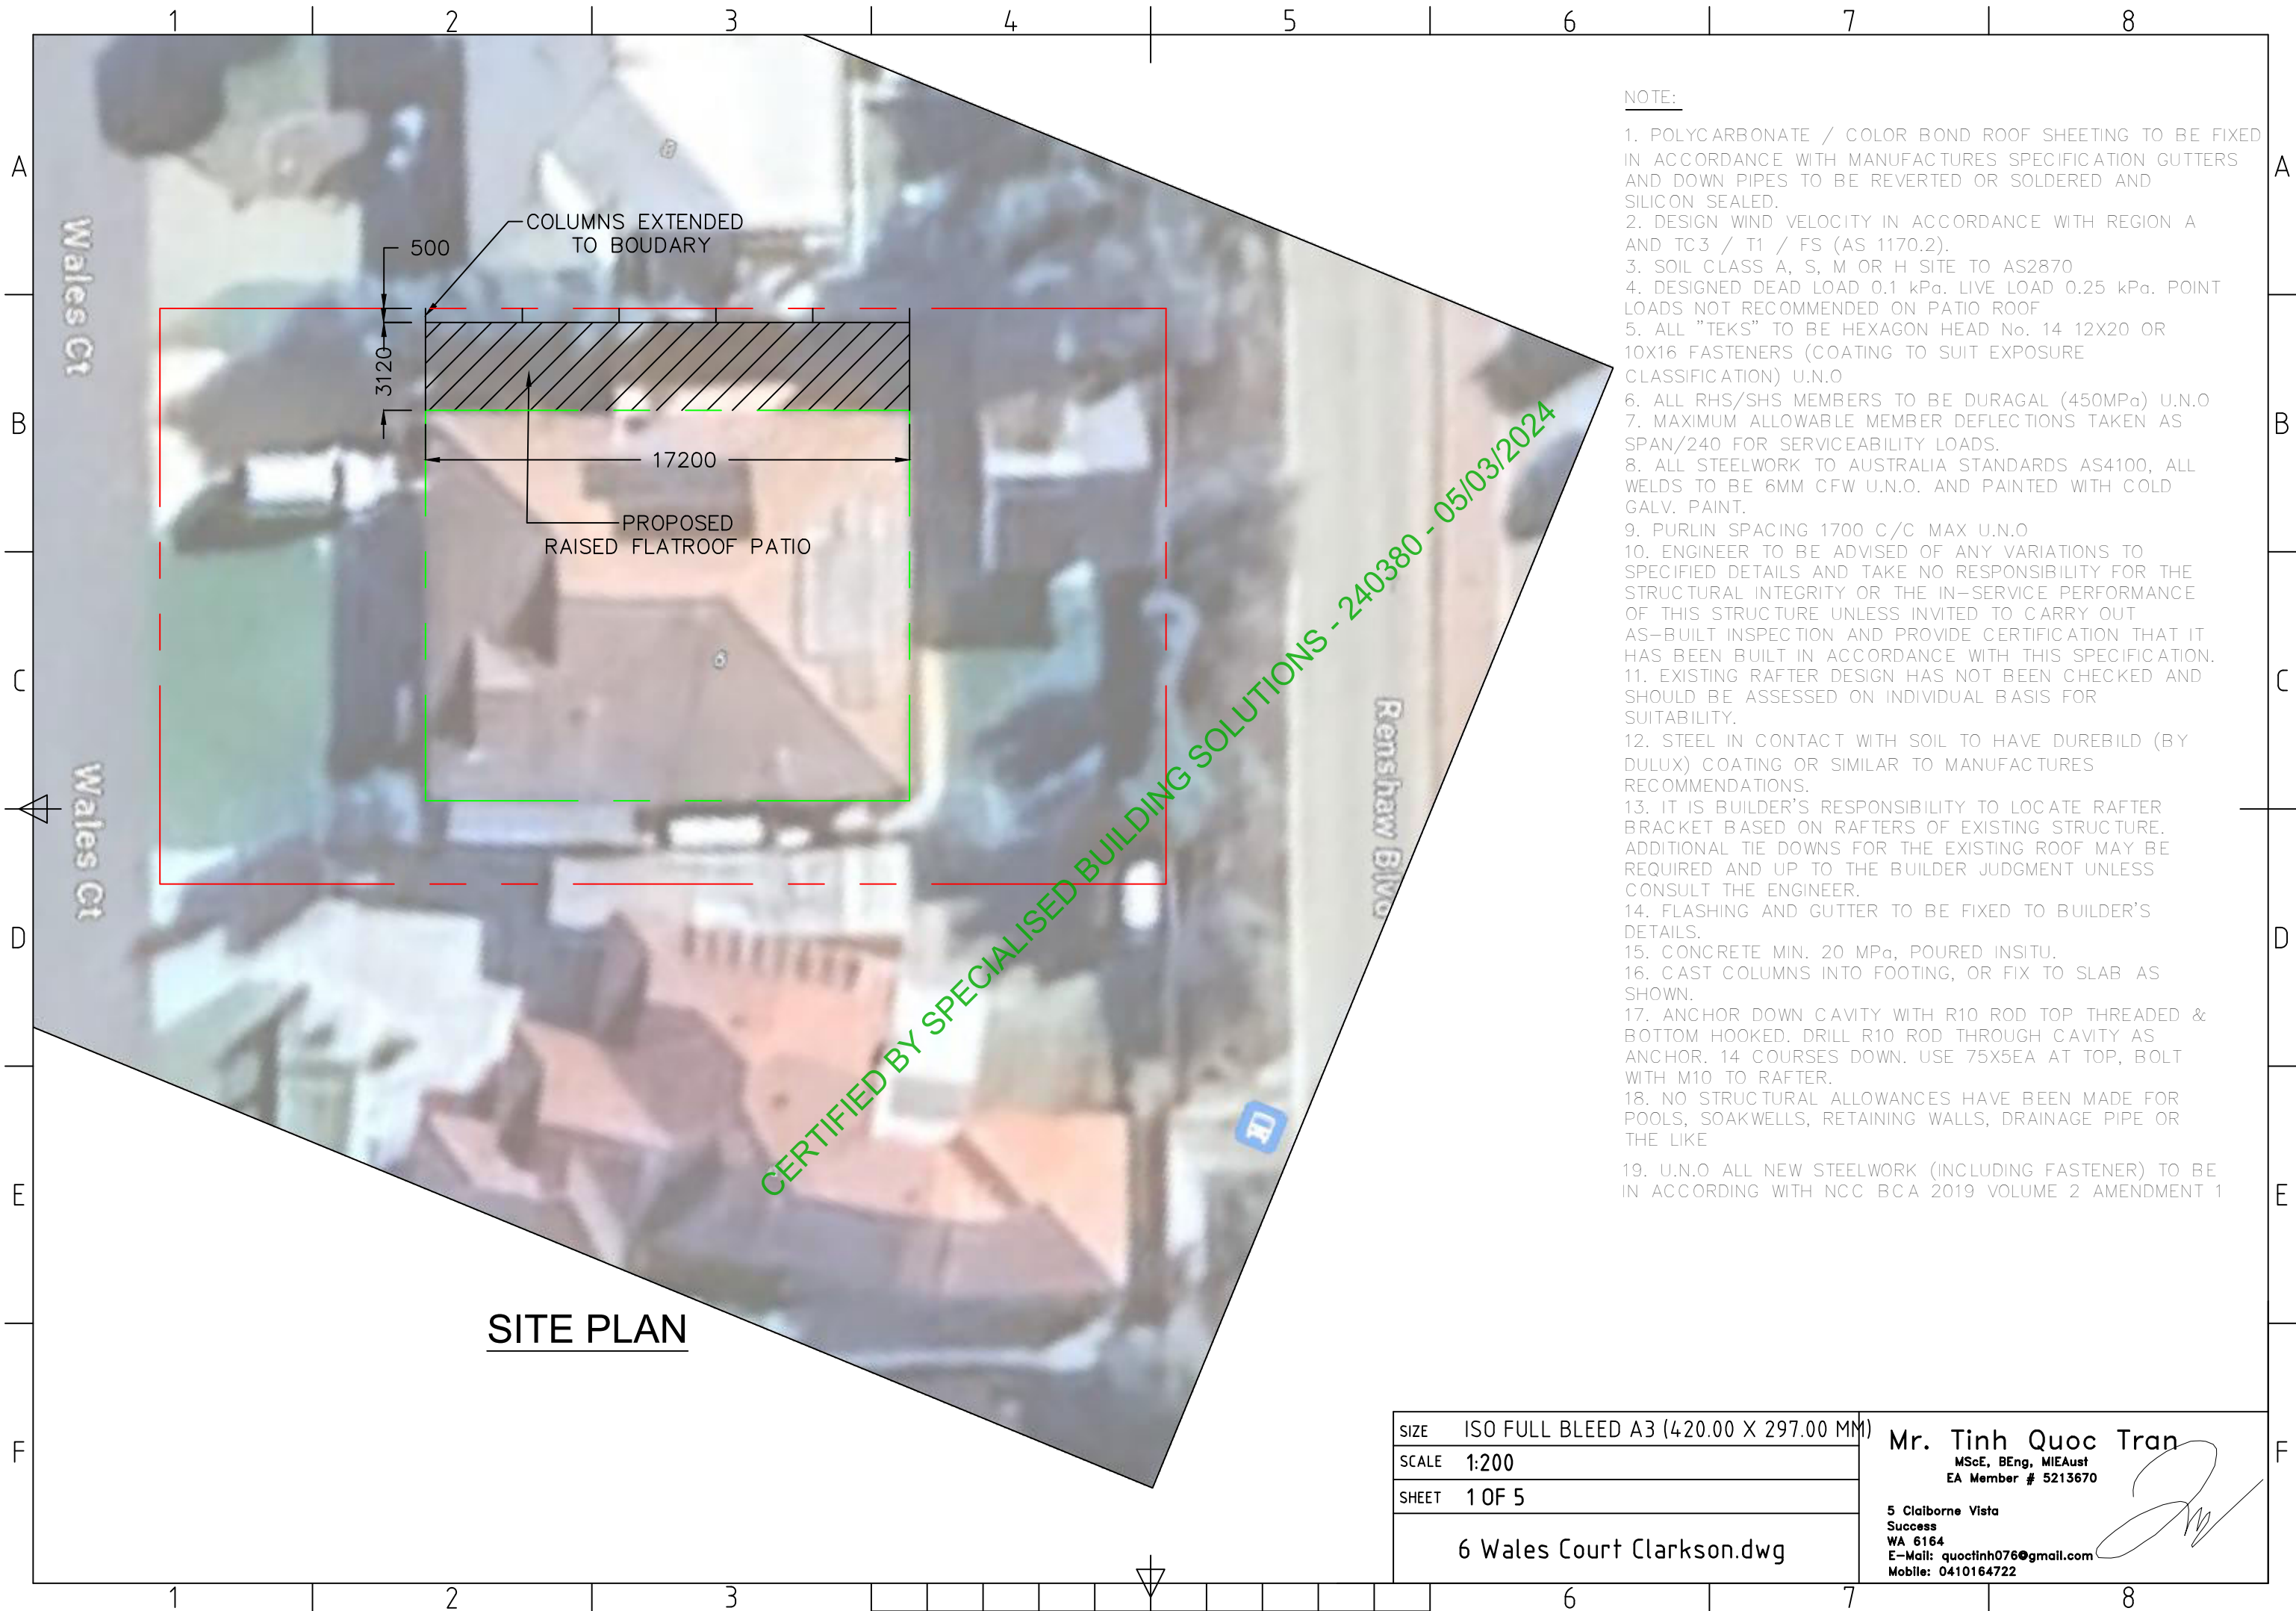 1 2 3 4 5 6 7 8
A
B
C
D
E
F
A
B
C
D
E
F
Wales Ct
Wales Ct
8
6
Renshaw Blvd
COLUMNS EXTENDED
TO BOUDARY
500
3120
17200
PROPOSED
RAISED FLATROOF PATIO
CERTIFIED BY SPECIALISED BUILDING SOLUTIONS - 240380 - 05/03/2024
SITE PLAN
NOTE:
1. POLYCARBONATE / COLOR BOND ROOF SHEETING TO BE FIXED
IN ACCORDANCE WITH MANUFACTURES SPECIFICATION GUTTERS
AND DOWN PIPES TO BE REVERTED OR SOLDERED AND
SILICON SEALED.
2. DESIGN WIND VELOCITY IN ACCORDANCE WITH REGION A
AND TC3 / T1 / FS (AS 1170.2).
3. SOIL CLASS A, S, M OR H SITE TO AS2870
4. DESIGNED DEAD LOAD 0.1 kPa. LIVE LOAD 0.25 kPa. POINT
LOADS NOT RECOMMENDED ON PATIO ROOF
5. ALL "TEKS" TO BE HEXAGON HEAD No. 14 12X20 OR
10X16 FASTENERS (COATING TO SUIT EXPOSURE
CLASSIFICATION) U.N.O
6. ALL RHS/SHS MEMBERS TO BE DURAGAL (450MPa) U.N.O
7. MAXIMUM ALLOWABLE MEMBER DEFLECTIONS TAKEN AS
SPAN/240 FOR SERVICEABILITY LOADS.
8. ALL STEELWORK TO AUSTRALIA STANDARDS AS4100, ALL
WELDS TO BE 6MM CFW U.N.O. AND PAINTED WITH COLD
GALV. PAINT.
9. PURLIN SPACING 1700 C/C MAX U.N.O
10. ENGINEER TO BE ADVISED OF ANY VARIATIONS TO
SPECIFIED DETAILS AND TAKE NO RESPONSIBILITY FOR THE
STRUCTURAL INTEGRITY OR THE IN-SERVICE PERFORMANCE
OF THIS STRUCTURE UNLESS INVITED TO CARRY OUT
AS-BUILT INSPECTION AND PROVIDE CERTIFICATION THAT IT
HAS BEEN BUILT IN ACCORDANCE WITH THIS SPECIFICATION.
11. EXISTING RAFTER DESIGN HAS NOT BEEN CHECKED AND
SHOULD BE ASSESSED ON INDIVIDUAL BASIS FOR
SUITABILITY.
12. STEEL IN CONTACT WITH SOIL TO HAVE DUREBILD (BY
DULUX) COATING OR SIMILAR TO MANUFACTURES
RECOMMENDATIONS.
13. IT IS BUILDER'S RESPONSIBILITY TO LOCATE RAFTER
BRACKET BASED ON RAFTERS OF EXISTING STRUCTURE.
ADDITIONAL TIE DOWNS FOR THE EXISTING ROOF MAY BE
REQUIRED AND UP TO THE BUILDER JUDGMENT UNLESS
CONSULT THE ENGINEER.
14. FLASHING AND GUTTER TO BE FIXED TO BUILDER'S
DETAILS.
15. CONCRETE MIN. 20 MPa, POURED INSITU.
16. CAST COLUMNS INTO FOOTING, OR FIX TO SLAB AS
SHOWN.
17. ANCHOR DOWN CAVITY WITH R10 ROD TOP THREADED &
BOTTOM HOOKED. DRILL R10 ROD THROUGH CAVITY AS
ANCHOR. 14 COURSES DOWN. USE 75X5EA AT TOP, BOLT
WITH M10 TO RAFTER.
18. NO STRUCTURAL ALLOWANCES HAVE BEEN MADE FOR
POOLS, SOAKWELLS, RETAINING WALLS, DRAINAGE PIPE OR
THE LIKE
19. U.N.O ALL NEW STEELWORK (INCLUDING FASTENER) TO BE
IN ACCORDING WITH NCC BCA 2019 VOLUME 2 AMENDMENT 1
SIZE ISO FULL BLEED A3 (420.00 X 297.00 MM)
SCALE 1:200
SHEET 1 OF 5
6 Wales Court Clarkson.dwg
Mr. Tinh Quoc Tran
MScE, BEng, MIEAust
EA Member # 5213670
5 Claiborne Vista
Success
WA 6164
E-Mail: quoctinh076@gmail.com
Mobile: 0410164722
1 2 3 6 7 8